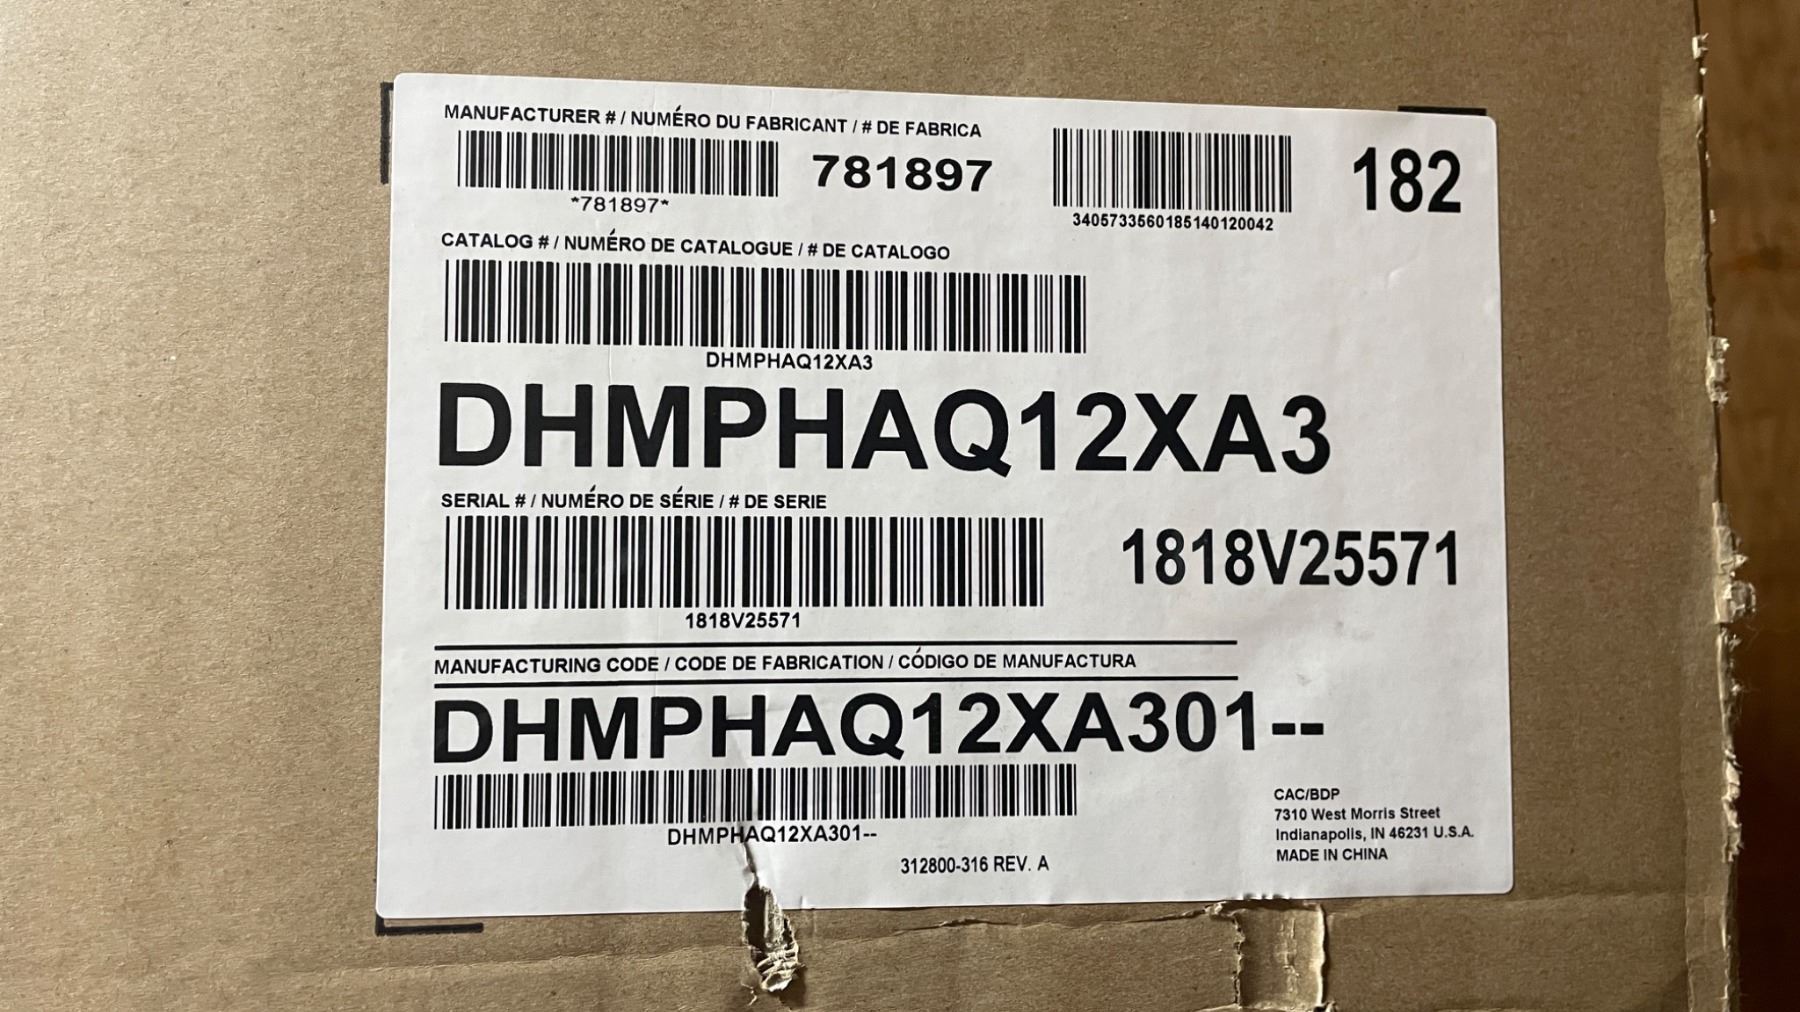 MANUFACTURER # / NUMÉRO DU FABRICANT / # DE FABRICA
781897
*781897*
3405733560185140120042
182
CATALOG # / NUMÉRO DE CATALOGUE / # DE CATALOGO
DHMPHAQ12XA3
DHMPHAQ12XA3
SERIAL # / NUMÉRO DE SÉRIE / # DE SERIE
1818V25571
1818V25571
MANUFACTURING CODE / CODE DE FABRICATION / CÓDIGO DE MANUFACTURA
DHMPHAQ12XA301--
DHMPHAQ12XA301--
312800-316 REV. A
CAC/BDP
7310 West Morris Street
Indianapolis, IN 46231 U.S.A.
MADE IN CHINA